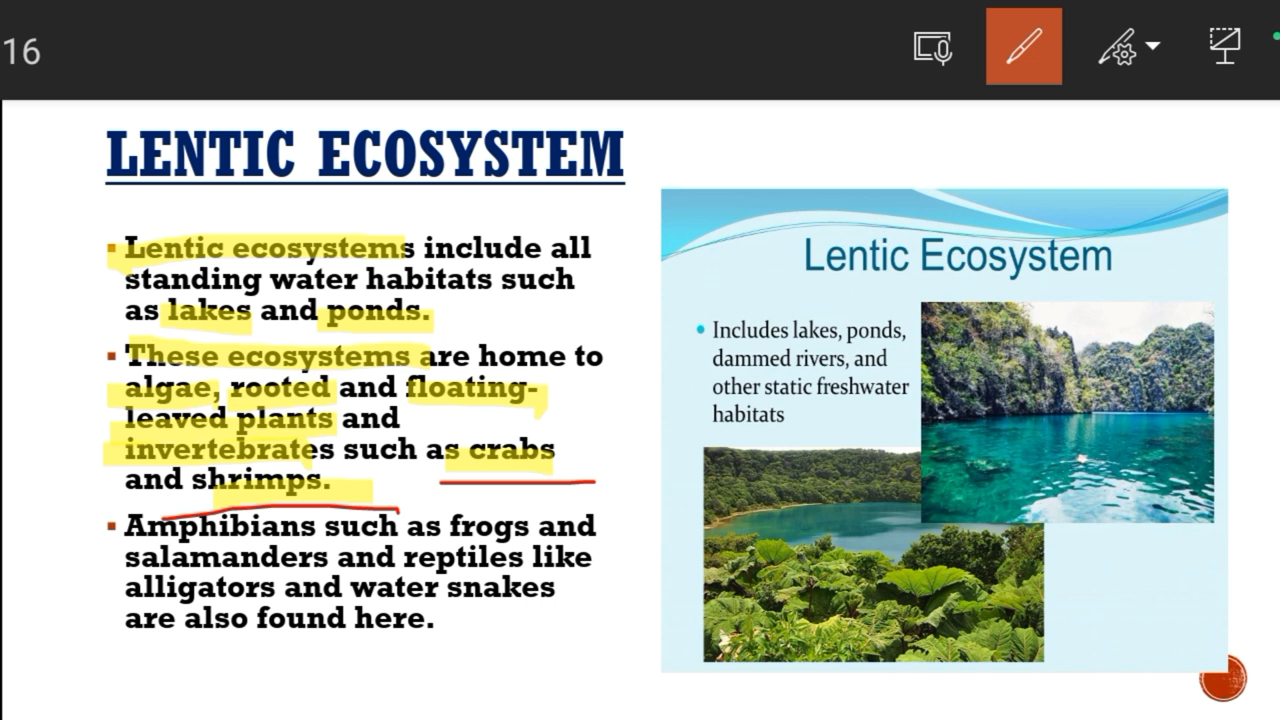 16
LENTIC ECOSYSTEM
▪ Lentic ecosystems include all
standing water habitats such
as lakes and ponds.
▪ These ecosystems are home to
algae, rooted and floating-
leaved plants and
invertebrates such as crabs
and shrimps.
▪ Amphibians such as frogs and
salamanders and reptiles like
alligators and water snakes
are also found here.
Lentic Ecosystem
• Includes lakes, ponds,
dammed rivers, and
other static freshwater
habitats